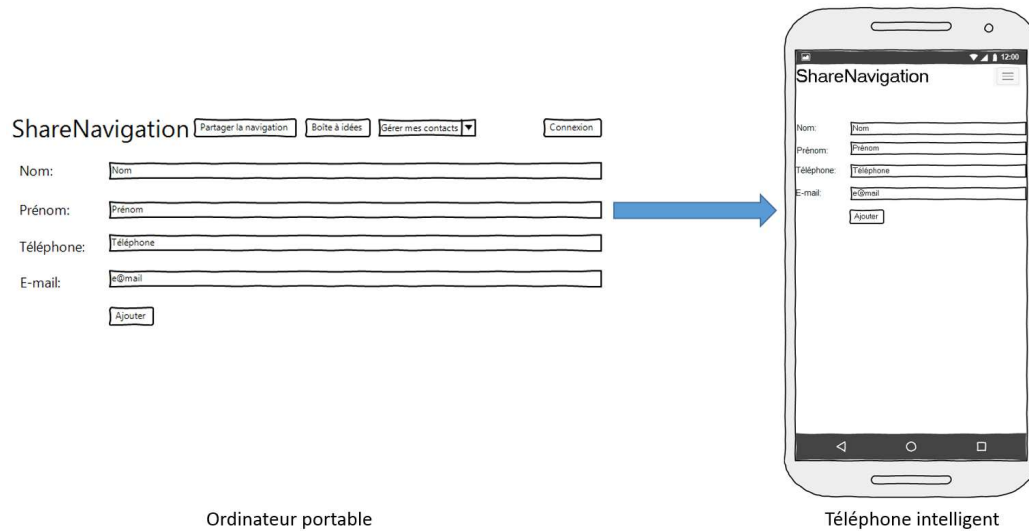 ShareNavigation Partager la navigation Boîte à idées Gérer mes contacts Connexion
Nom: Nom
Prénom: Prénom
Téléphone: Téléphone
E-mail: e@mail
Ajouter
Ordinateur portable
12:00
ShareNavigation
Nom: Nom
Prénom: Prénom
Téléphone: Téléphone
E-mail: e@mail
Ajouter
Téléphone intelligent